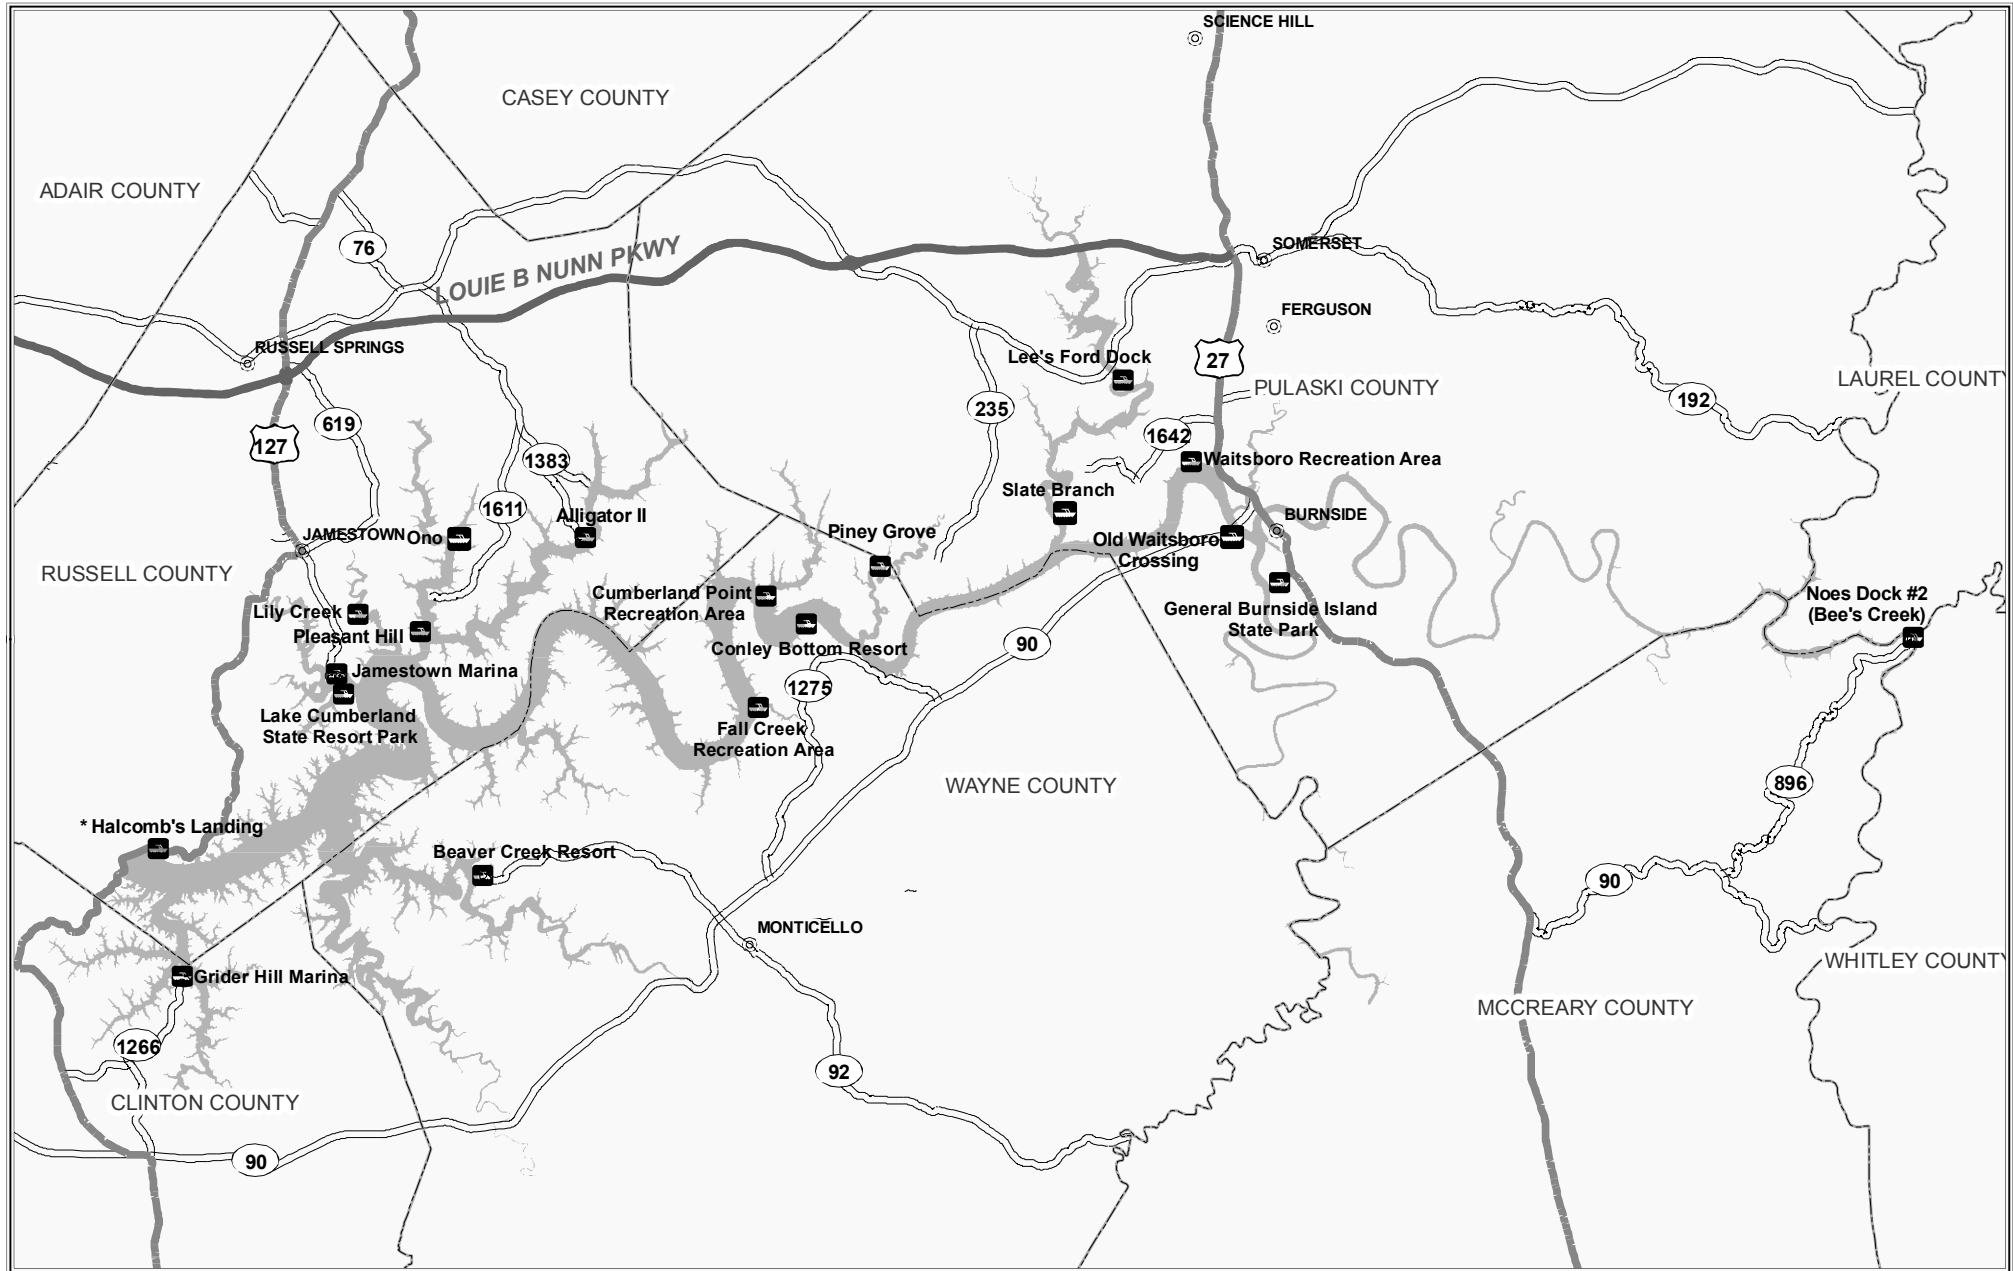 SCIENCE HILL
CASEY COUNTY
ADAIR COUNTY
76
SOMERSET
LOUIE B NUNN PKWY
FERGUSON
RUSSELL SPRINGS
Lee's Ford Dock
27
PULASKI COUNTY
LAUREL COUNTY
192
235
619
127
1642
1383
Waitsboro Recreation Area
Slate Branch
1611
Alligator II
BURNSIDE
JAMESTOWN
Ono
Piney Grove
Old Waitsboro
Crossing
RUSSELL COUNTY
Cumberland Point
Recreation Area
Noes Dock #2
(Bee's Creek)
General Burnside Island
State Park
Lily Creek
Pleasant Hill
90
Conley Bottom Resort
Jamestown Marina
1275
Lake Cumberland
State Resort Park
Fall Creek
Recreation Area
WAYNE COUNTY
896
* Halcomb's Landing
Beaver Creek Resort
90
MONTICELLO
WHITLEY COUNTY
Grider Hill Marina
MCCREARY COUNTY
1266
92
CLINTON COUNTY
90